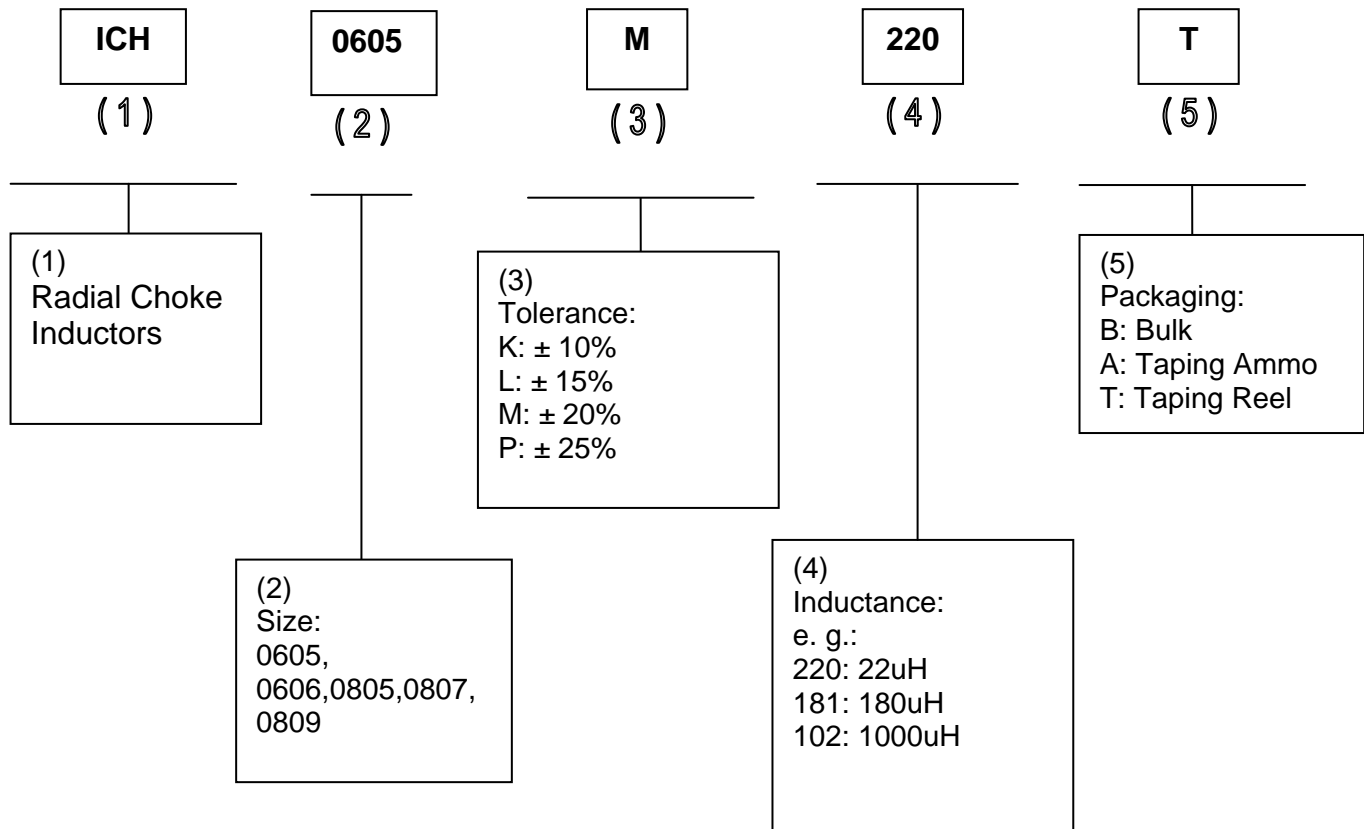 ICH 0605 M 220 T
(1) (2) (3) (4) (5)
(1)
Radial Choke
Inductors
(2)
Size:
0605,
0606,0805,0807,
0809
(3)
Tolerance:
K: ± 10%
L: ± 15%
M: ± 20%
P: ± 25%
(4)
Inductance:
e. g.:
220: 22uH
181: 180uH
102: 1000uH
(5)
Packaging:
B: Bulk
A: Taping Ammo
T: Taping Reel